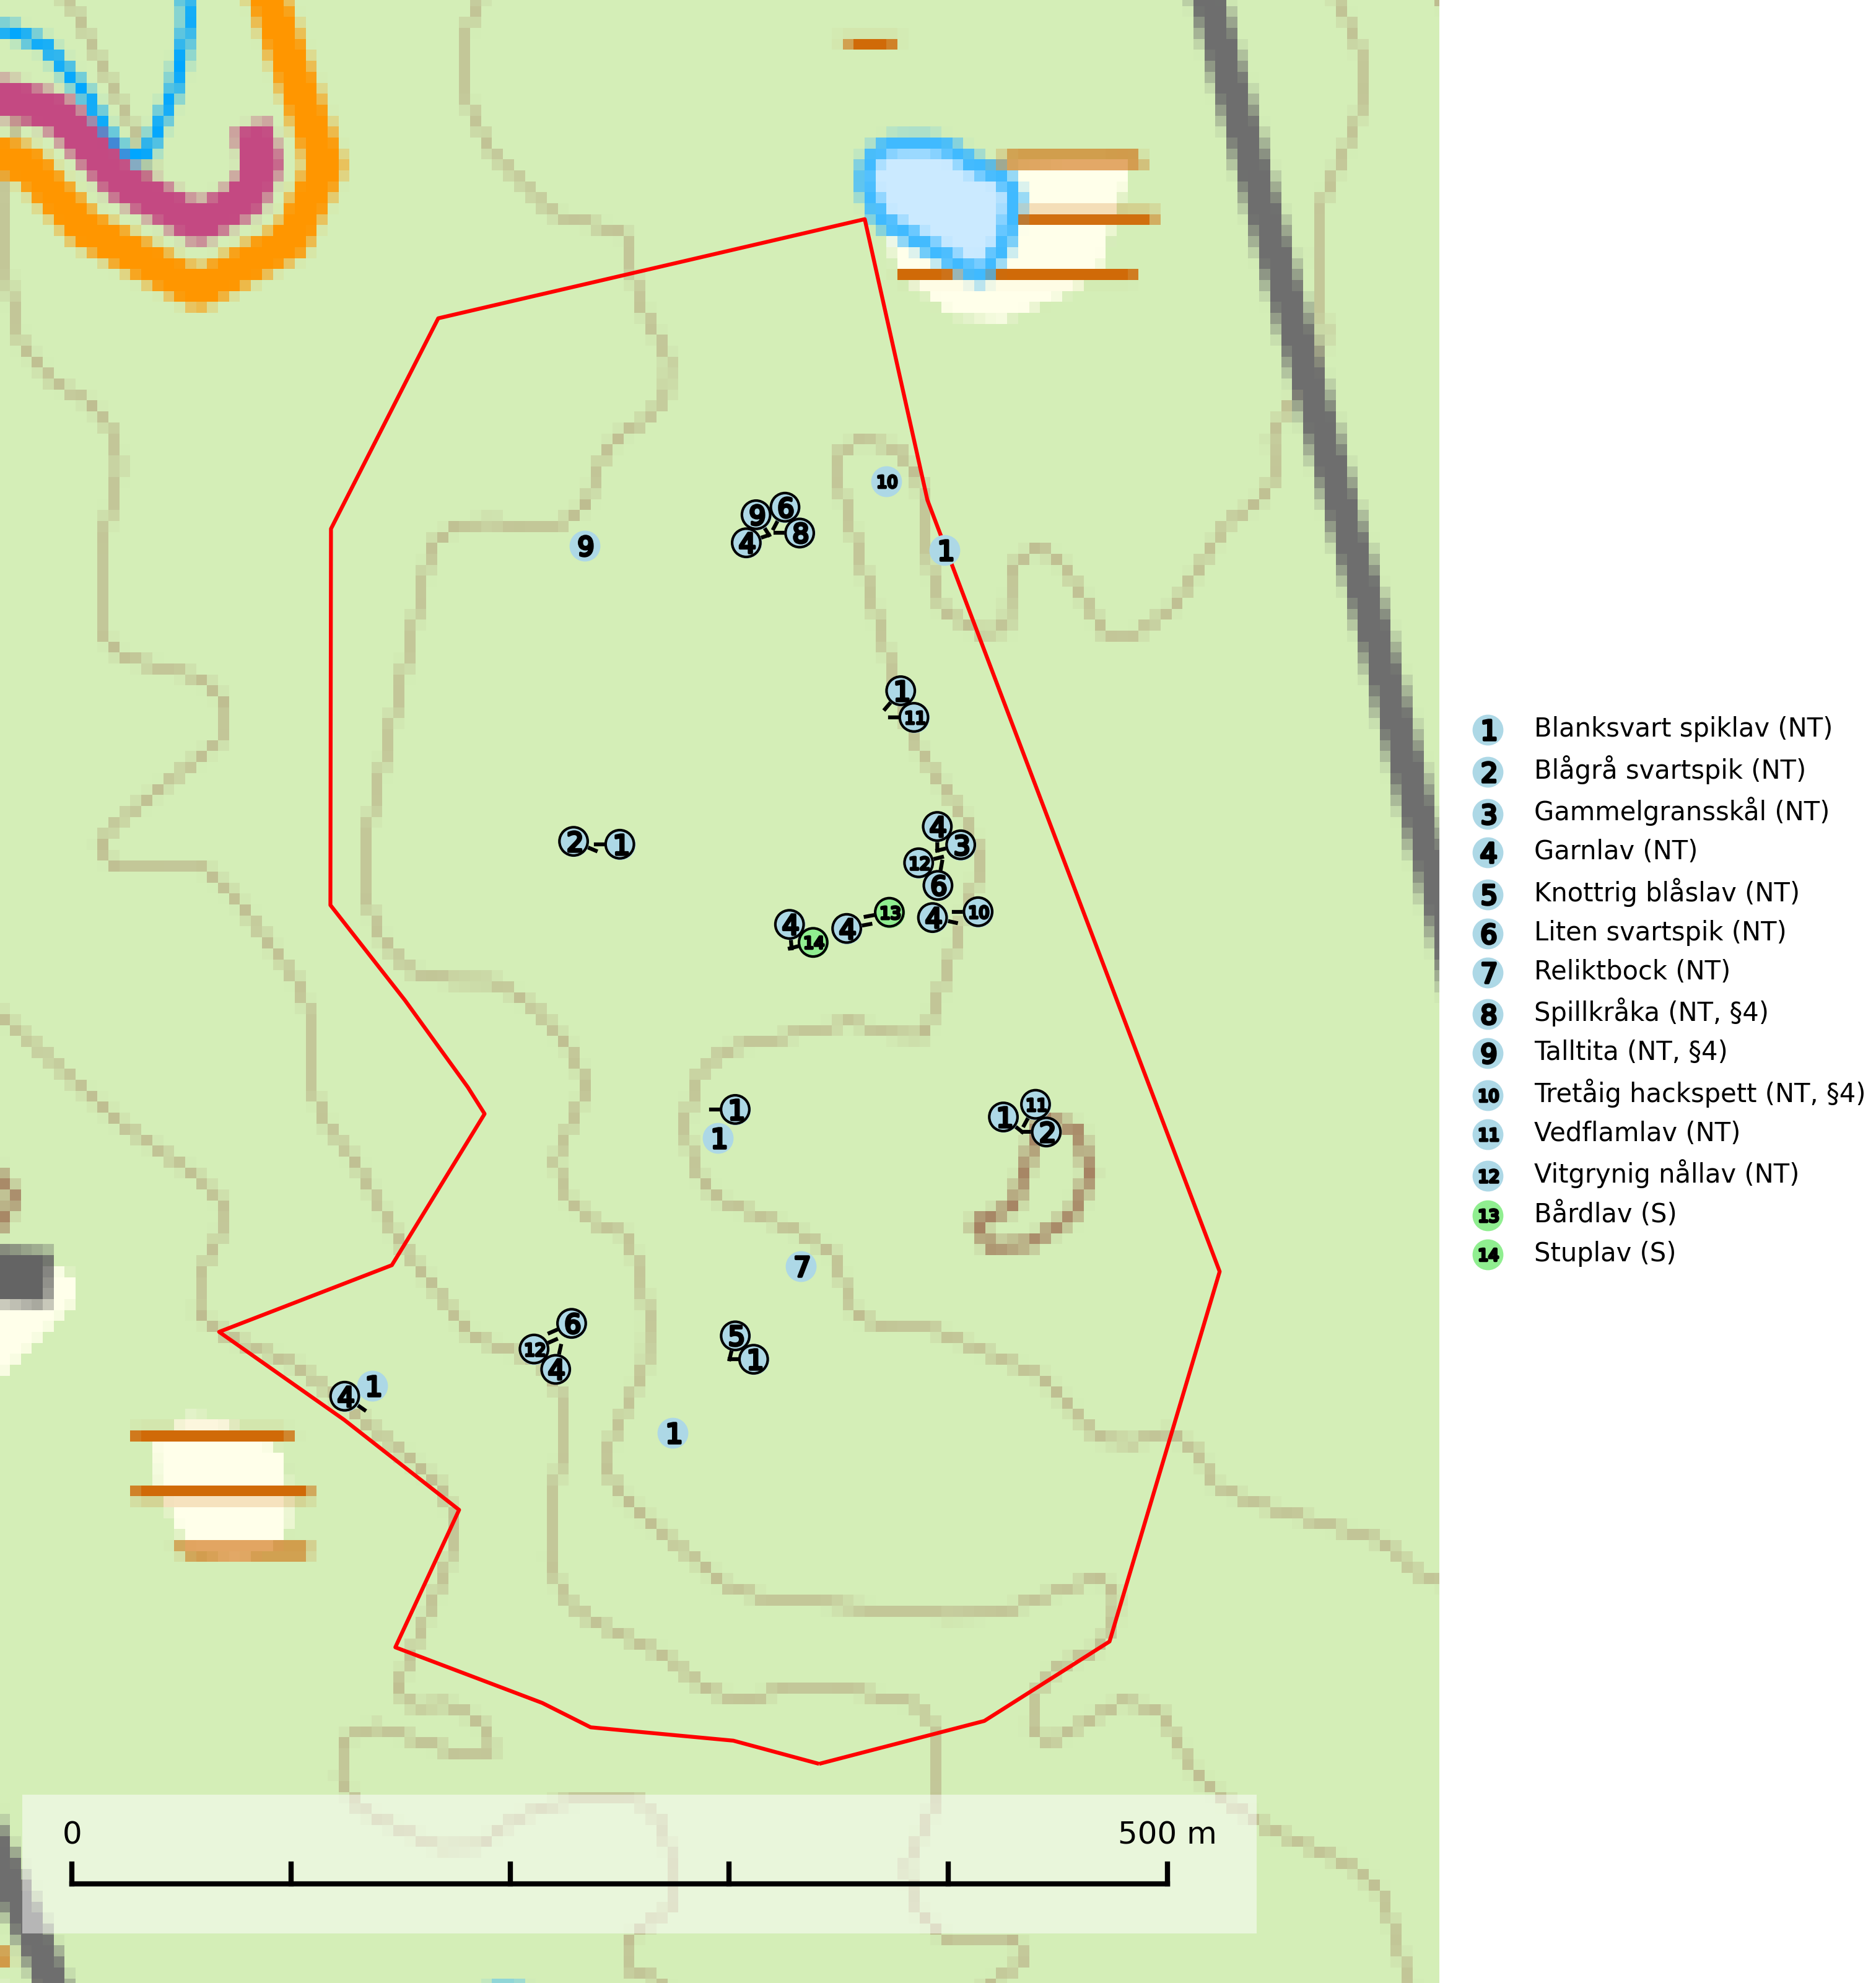 10
6
9
8
4
9
1
1
11
4
2
1
3
12
6
13
10
4
4
4
14
1
11
1
1
2
7
6
5
12
1
4
1
4
1
0
500 m
1 Blanksvart spiklav (NT)
2 Blågrå svartspik (NT)
3 Gammelgransskål (NT)
4 Garnlav (NT)
5 Knottrig blåslav (NT)
6 Liten svartspik (NT)
7 Reliktbock (NT)
8 Spillkråka (NT, §4)
9 Talltita (NT, §4)
10 Tretåig hackspett (NT, §4)
11 Vedflamlav (NT)
12 Vitgrynig nållav (NT)
13 Bårdlav (S)
14 Stuplav (S)